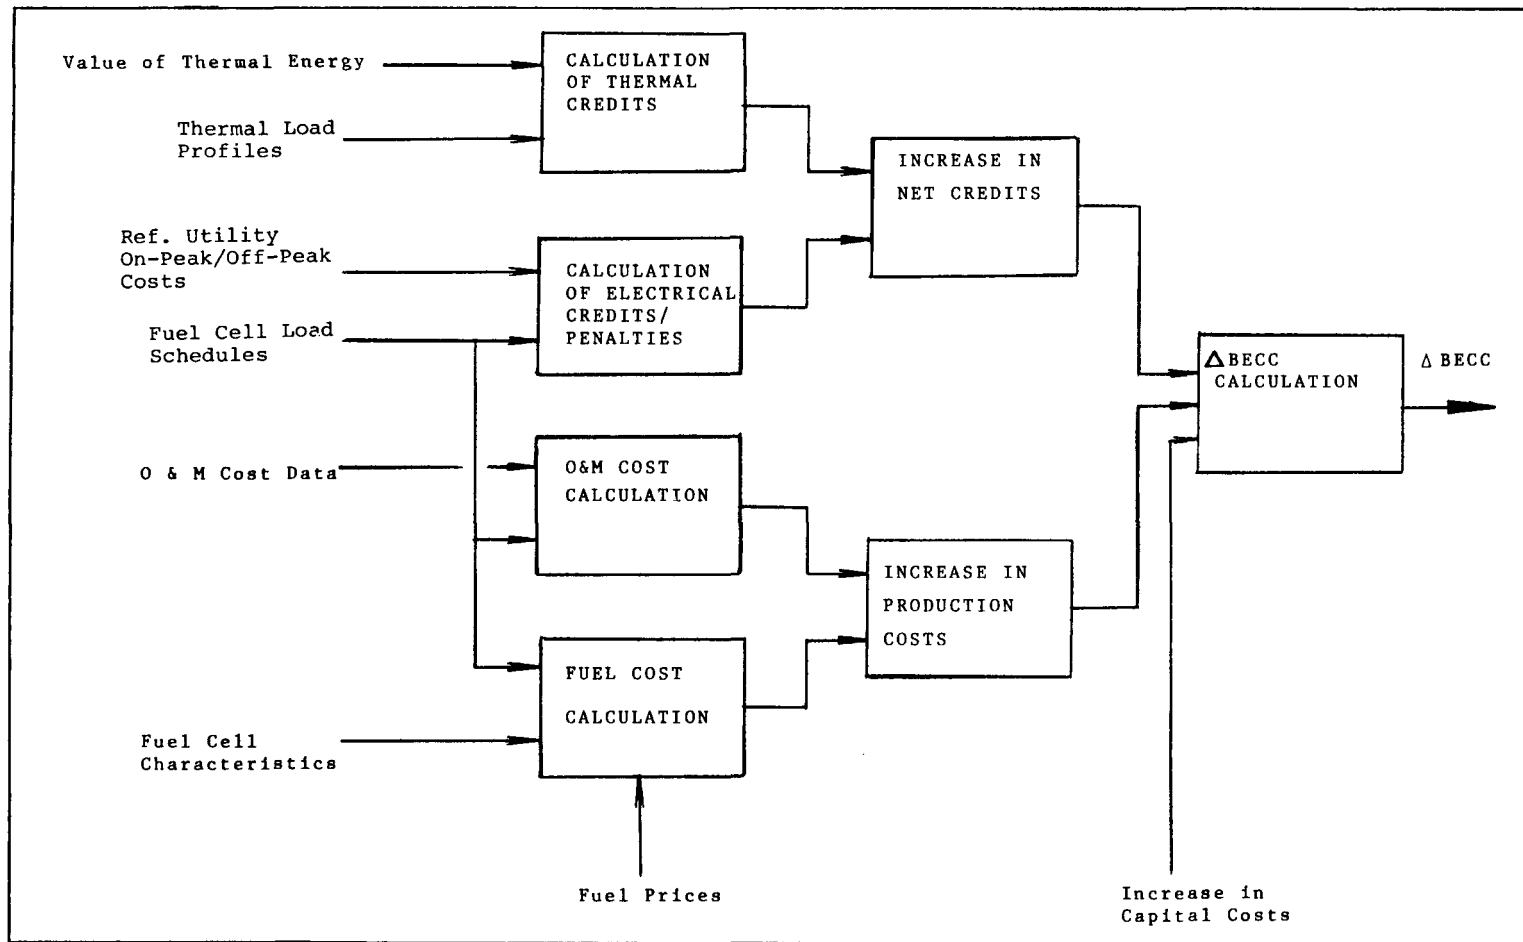 Value of Thermal Energy
CALCULATION
OF THERMAL
CREDITS
Thermal Load
Profiles
INCREASE IN
NET CREDITS
Ref. Utility
On-Peak/Off-Peak
Costs
CALCULATION
OF ELECTRICAL
CREDITS/
PENALTIES
Fuel Cell Load
Schedules
Δ BECC
CALCULATION
Δ BECC
O & M Cost Data
O&M COST
CALCULATION
INCREASE IN
PRODUCTION
COSTS
FUEL COST
CALCULATION
Fuel Cell
Characteristics
Fuel Prices
Increase in
Capital Costs